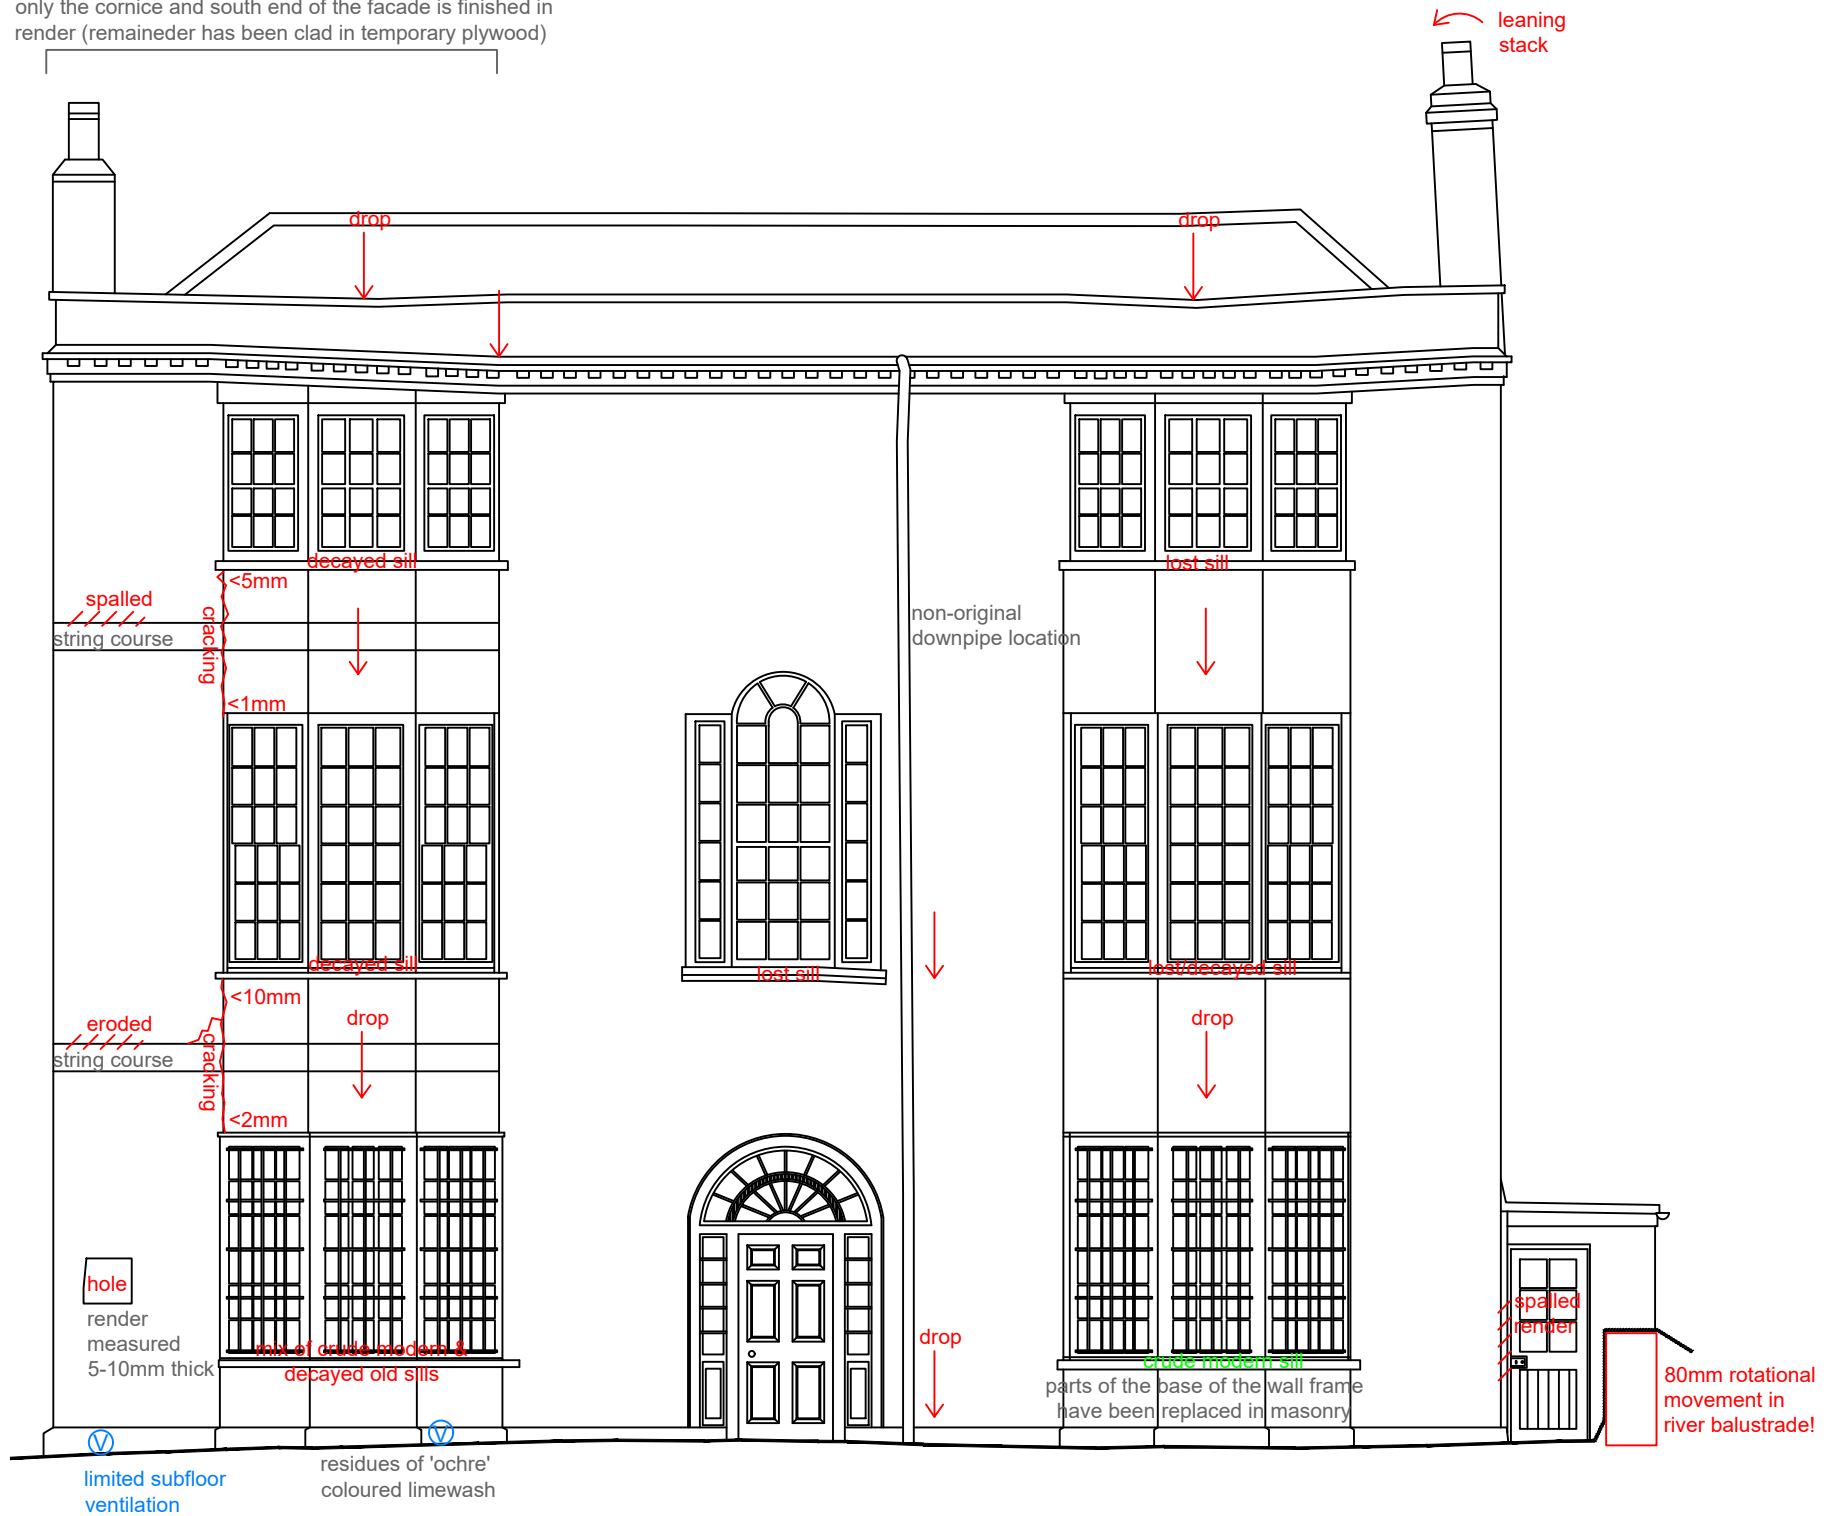 only the cornice and south end of the facade is finished in
render (remaineder has been clad in temporary plywood)
leaning
stack
drop
drop
decayed sill
lost sill
<5mm
spalled
string course
cracking
<1mm
non-original
downpipe location
decayed sill
lost sill
lost/decayed sill
<10mm
eroded
string course
cracking
<2mm
drop
drop
hole
render
measured
5-10mm thick
mix of crude modern &
decayed old sills
drop
crude modern sill
parts of the base of the wall frame
have been replaced in masonry
spalled
render
80mm rotational
movement in
river balustrade!
V
V
limited subfloor
ventilation
residues of 'ochre'
coloured limewash